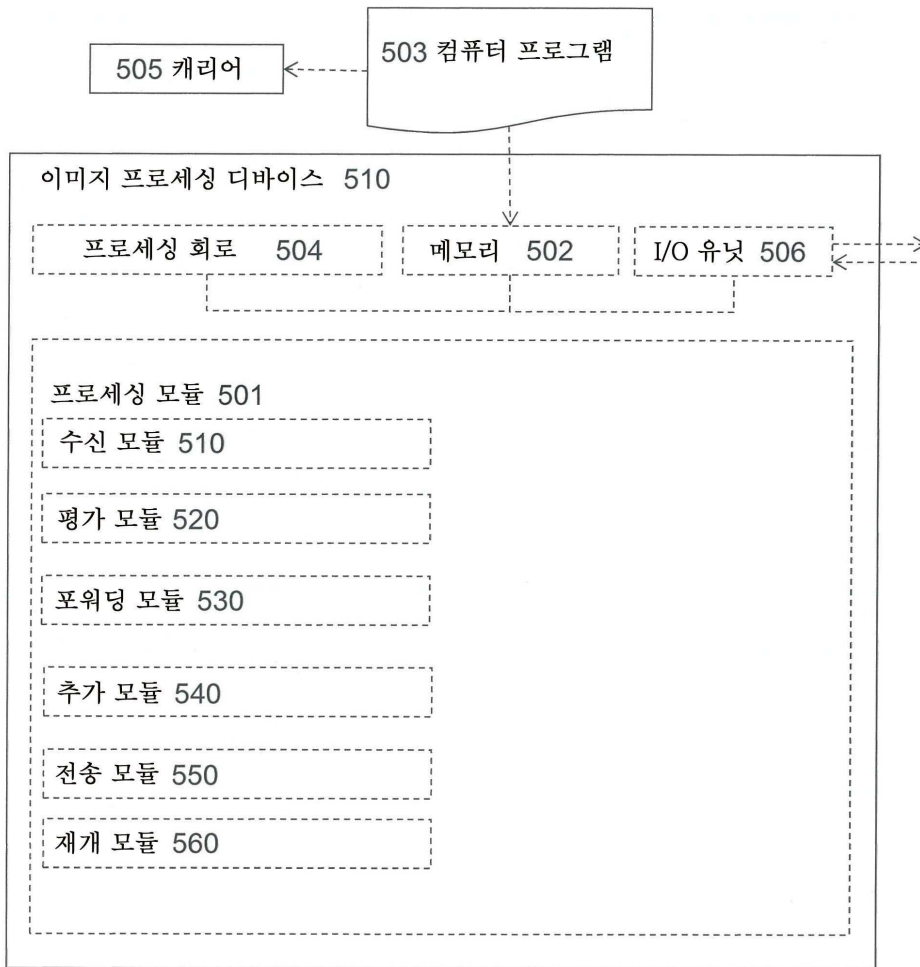 503 컴퓨터 프로그램
505 캐리어
이미지 프로세싱 디바이스 510
프로세싱 회로 504
메모리 502
I/O 유닛 506
프로세싱 모듈 501
수신 모듈 510
평가 모듈 520
포워딩 모듈 530
추가 모듈 540
전송 모듈 550
재개 모듈 560